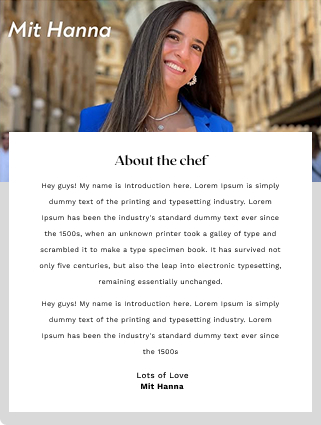 Mit Hanna
About the chef
Hey guys! My name is Introduction here. Lorem Ipsum is simply
dummy text of the printing and typesetting industry. Lorem
Ipsum has been the industry's standard dummy text ever since
the 1500s, when an unknown printer took a galley of type and
scrambled it to make a type specimen book. It has survived not
only five centuries, but also the leap into electronic typesetting,
remaining essentially unchanged.
Hey guys! My name is Introduction here. Lorem Ipsum is simply
dummy text of the printing and typesetting industry. Lorem
Ipsum has been the industry's standard dummy text ever since
the 1500s
Lots of Love
Mit Hanna